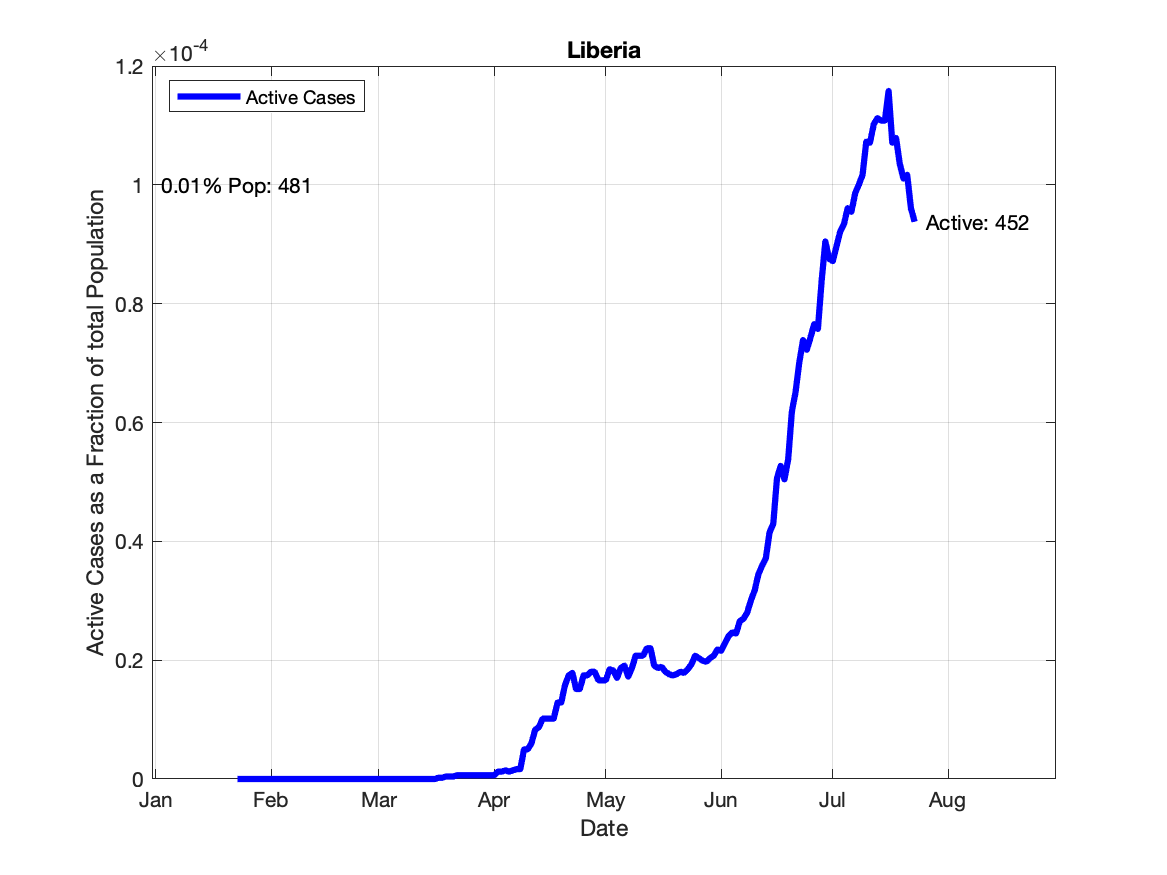 Liberia
×10-4
Active Cases
0.01% Pop: 481
Active: 452
Active Cases as a Fraction of total Population
1.2
1
0.8
0.6
0.4
0.2
0
Jan Feb Mar Apr May Jun Jul Aug
Date